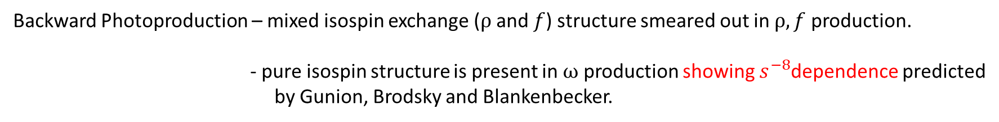 Backward Photoproduction – mixed isospin exchange (ρ and f) structure smeared out in ρ, f production.
- pure isospin structure is present in ω production showing s⁻⁸dependence predicted
by Gunion, Brodsky and Blankenbecker.